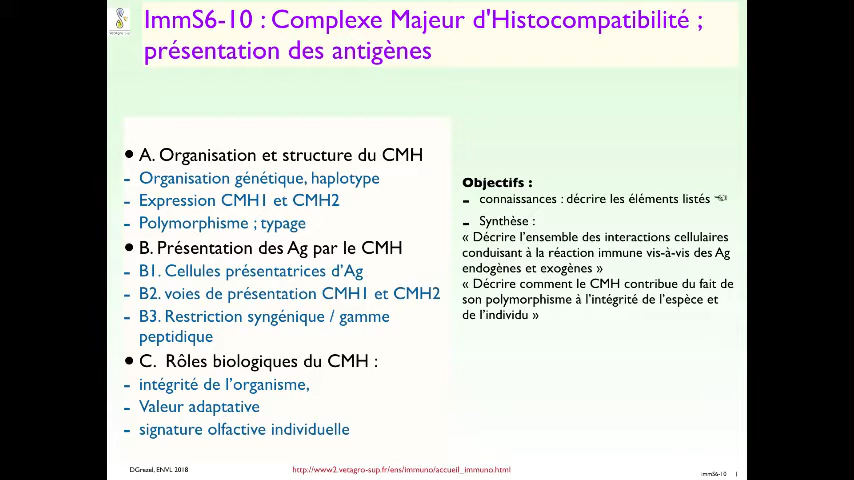 ImmS6-10 : Complexe Majeur d'Histocompatibilité ;
présentation des antigènes
• A. Organisation et structure du CMH
- Organisation génétique, haplotype
- Expression CMH1 et CMH2
- Polymorphisme ; typage
• B. Présentation des Ag par le CMH
- B1. Cellules présentatrices d'Ag
- B2. voies de présentation CMH1 et CMH2
- B3. Restriction syngénique / gamme
peptidique
• C. Rôles biologiques du CMH :
- intégrité de l'organisme,
- Valeur adaptative
- signature olfactive individuelle
Objectifs :
- connaissances : décrire les éléments listés ☜
- Synthèse :
« Décrire l'ensemble des interactions cellulaires
conduisant à la réaction immune vis-à-vis des Ag
endogènes et exogènes »
« Décrire comment le CMH contribue du fait de
son polymorphisme à l'intégrité de l'espèce et
de l'individu »
DGrezel, ENVL 2018
http://www2.vetagro-sup.fr/ens/immuno/accueil_immuno.html
ImmS6-10 1